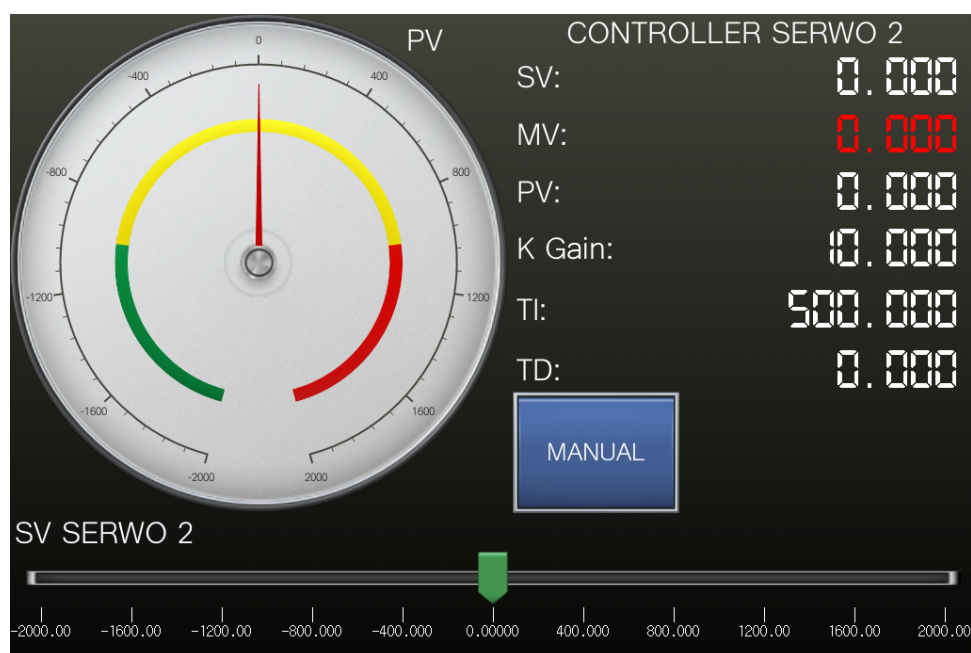 PV
0
-400
400
-800
800
-1200
1200
-1600
1600
-2000
2000
CONTROLLER SERWO 2
SV: 0.000
MV: 0.000
PV: 0.000
K Gain: 10.000
TI: 500.000
TD: 0.000
MANUAL
SV SERWO 2
-2000.00 -1600.00 -1200.00 -800.000 -400.000 0.00000 400.000 800.000 1200.00 1600.00 2000.00